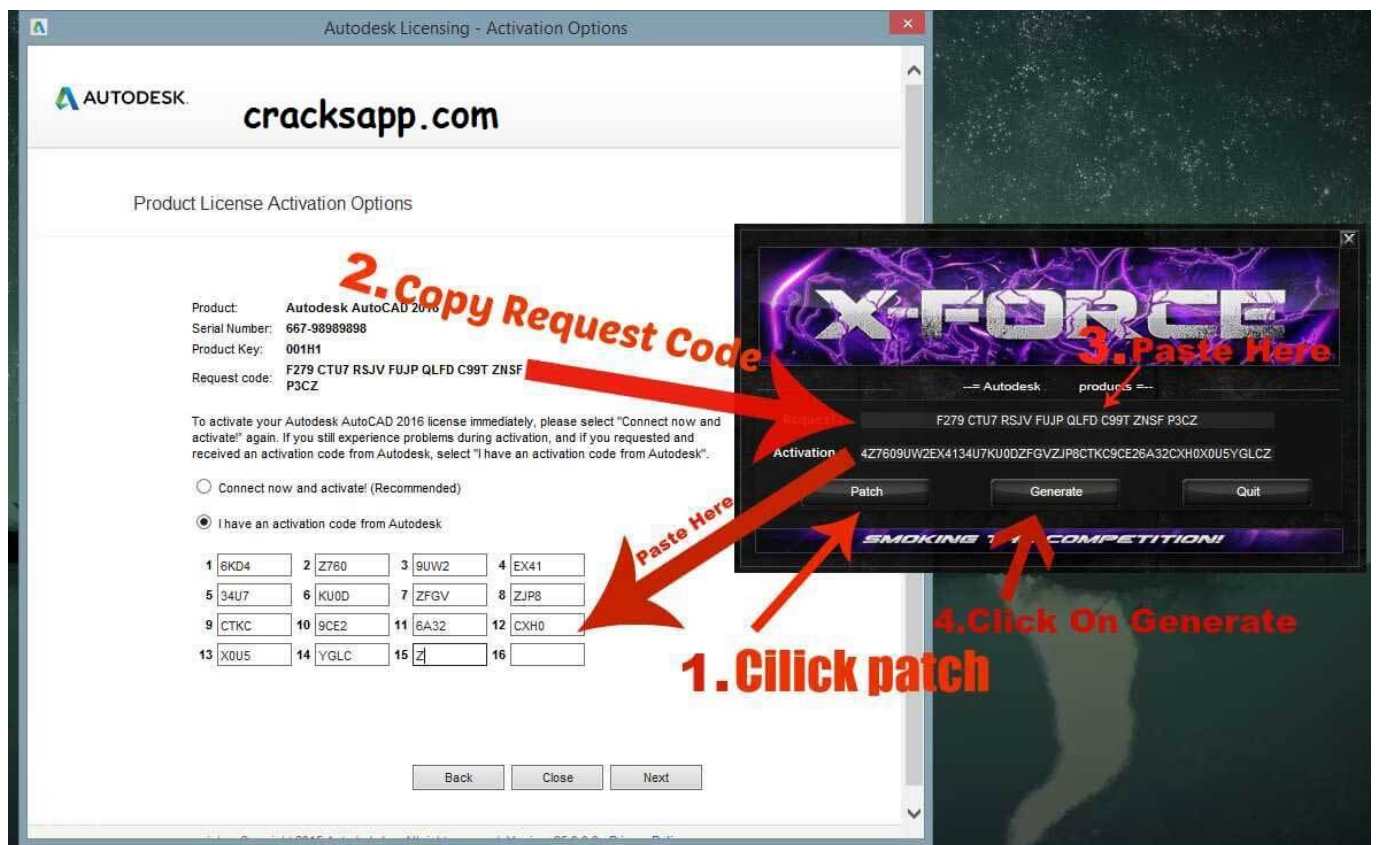 Autodesk Licensing - Activation Options
AUTODESK.
cracksapp.com
Product License Activation Options
Product: Autodesk AutoCAD 2016
Serial Number: 667-98989898
Product Key: 001H1
Request code: F279 CTU7 RSJV FUJP QLFD C99T ZNSF
P3CZ
2.Copy Request Code
To activate your Autodesk AutoCAD 2016 license immediately, please select "Connect now and
activate!" again. If you still experience problems during activation, and if you requested and
received an activation code from Autodesk, select "I have an activation code from Autodesk".
Connect now and activate! (Recommended)
I have an activation code from Autodesk
1 6KD4 2 Z760 3 9UW2 4 EX41
5 34U7 6 KU0D 7 ZFGV 8 ZJP8
9 CTKC 10 9CE2 11 6A32 12 CXH0
13 X0U5 14 YGLC 15 Z 16
Paste Here
Back Close Next
X-FORCE
3.Paste Here
--= Autodesk products =--
Request F279 CTU7 RSJV FUJP QLFD C99T ZNSF P3CZ
Activation 4Z7609UW2EX4134U7KU0DZFGVZJP8CTKC9CE26A32CXH0X0U5YGLCZ
Patch Generate Quit
SMOKING THE COMPETITION!
4.Click On Generate
1.Cilick patch